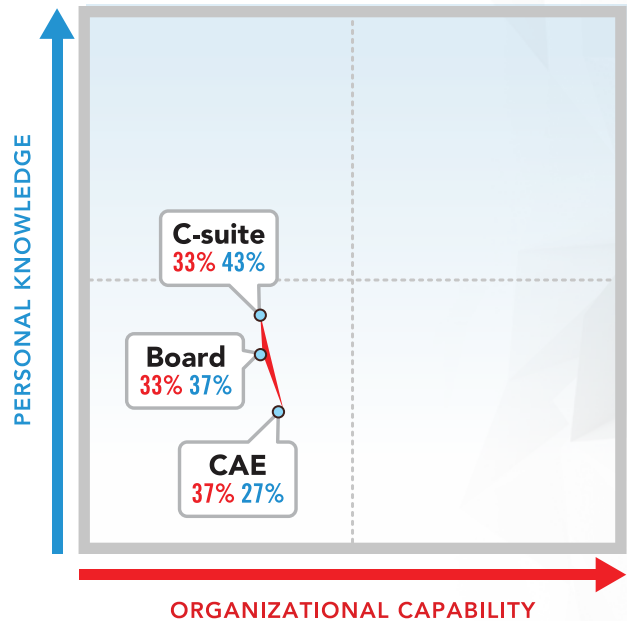 PERSONAL KNOWLEDGE
C-suite
33% 43%
Board
33% 37%
CAE
37% 27%
ORGANIZATIONAL CAPABILITY